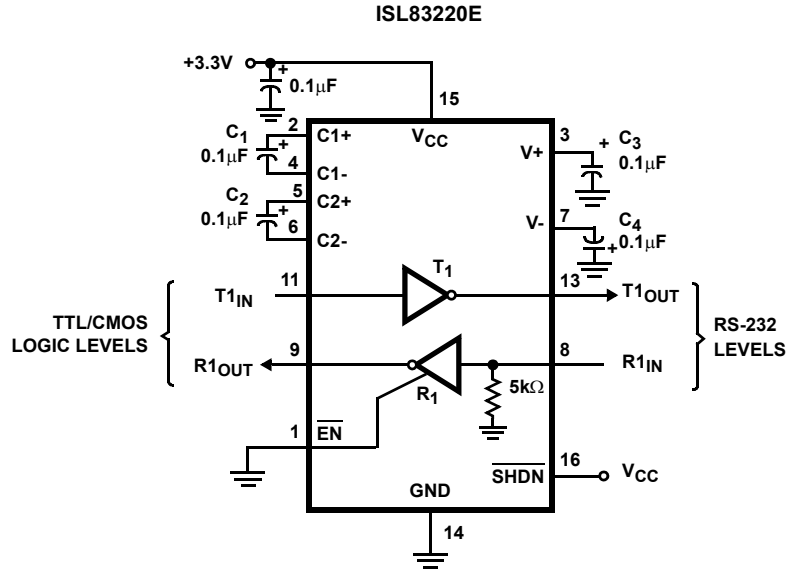 ISL83220E
+3.3V
+
0.1μF
15
2
C1+
VCC
3
C1
+
0.1μF
4
C1-
V+
+
C3
0.1μF
5
C2+
C2
+
0.1μF
6
C2-
V-
7
C4
0.1μF
+
T1
T1IN
11
13
T1OUT
TTL/CMOS
LOGIC LEVELS
RS-232
LEVELS
R1OUT
9
8
R1IN
R1
5kΩ
1
EN
SHDN
16
VCC
GND
14